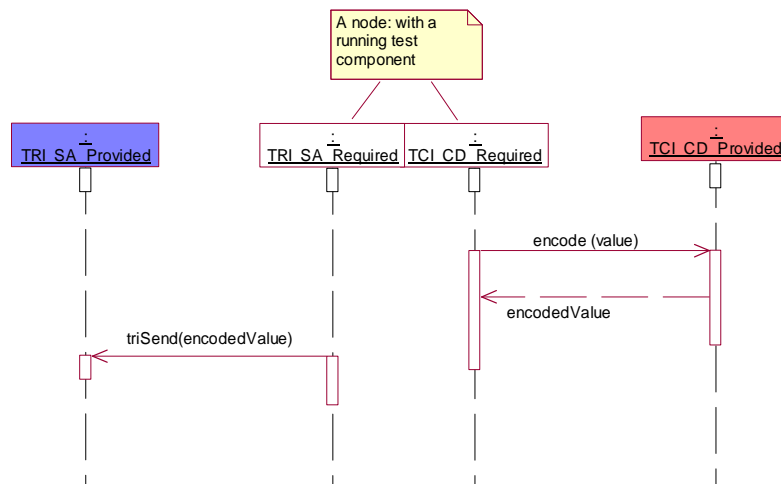 A node: with a
running test
component
:
TRI_SA_Provided
:
TRI_SA_Required
:
TCI_CD_Required
:
TCI_CD_Provided
encode (value)
encodedValue
triSend(encodedValue)